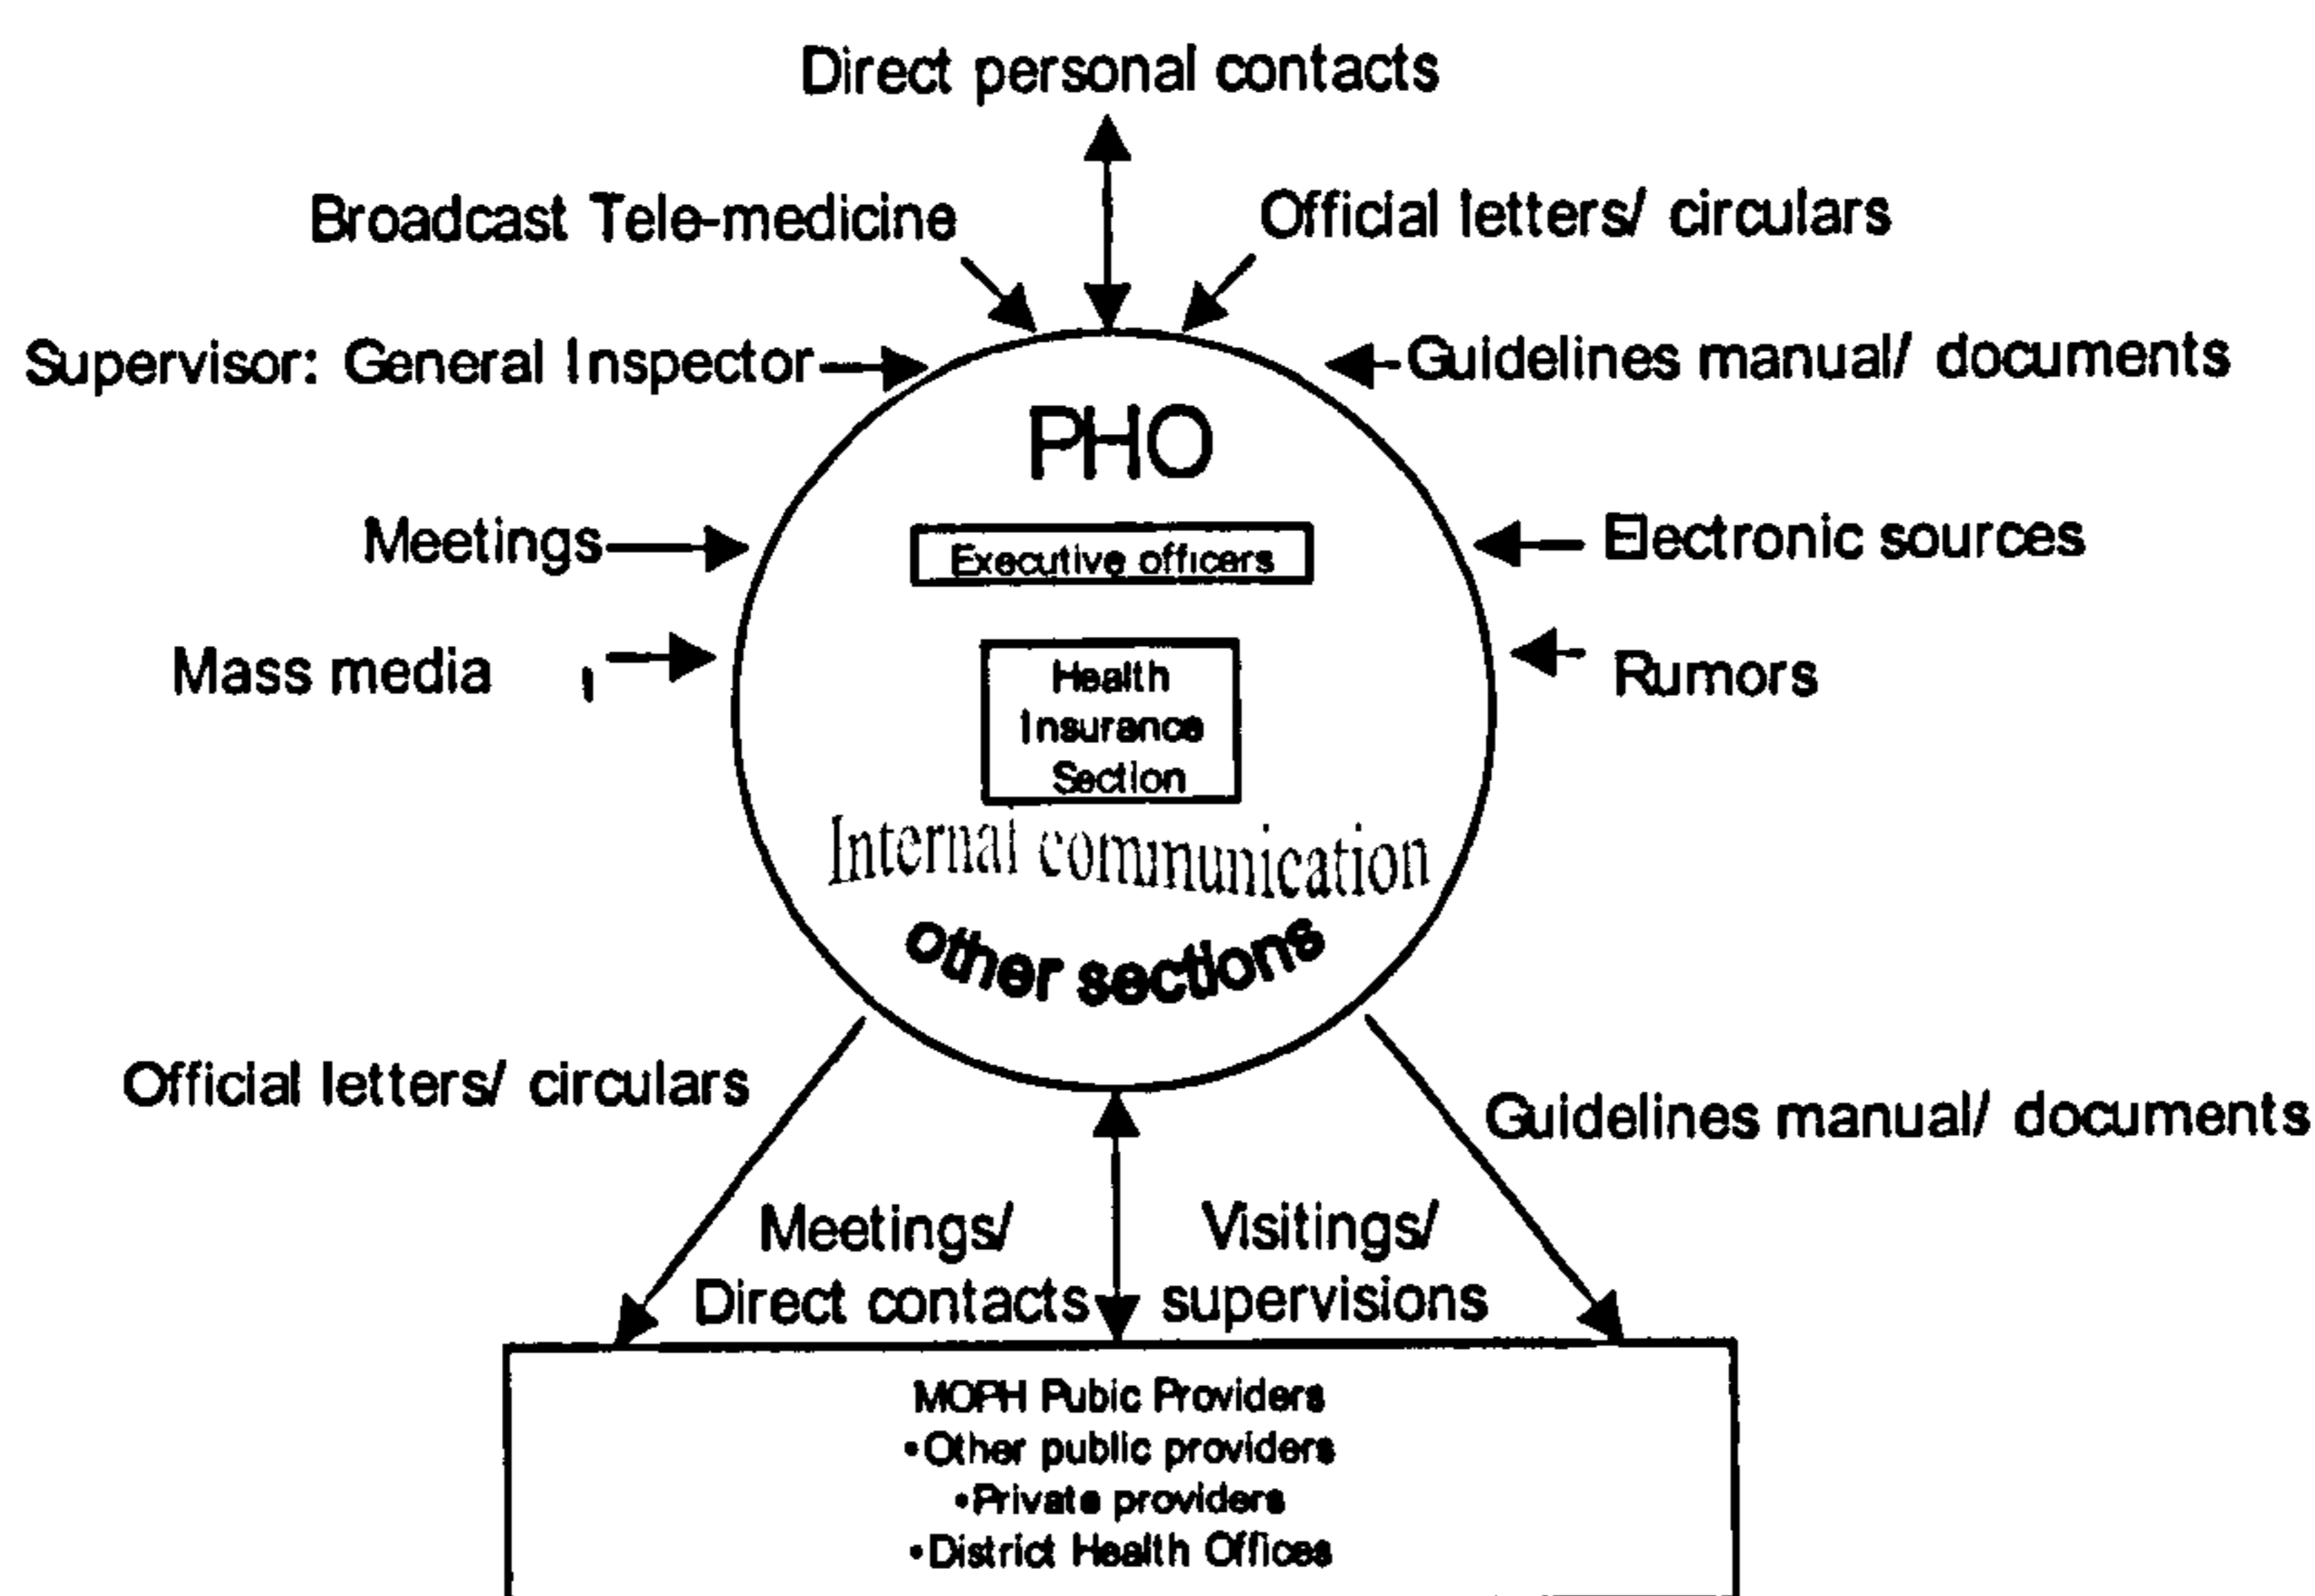 Direct personal contacts
Broadcast Tele-medicine
Official letters/ circulars
Supervisor: General Inspector
Guidelines manual/ documents
PHO
Meetings
Executive officers
Electronic sources
Mass media
Health
Insurance
Section
Rumors
Internal communication
other sections
Official letters/ circulars
Guidelines manual/ documents
Meetings/
Direct contacts
Visitings/
supervisions
MOPH Pubic Providers
•Other public providers
•Private providers
•District Health Offices